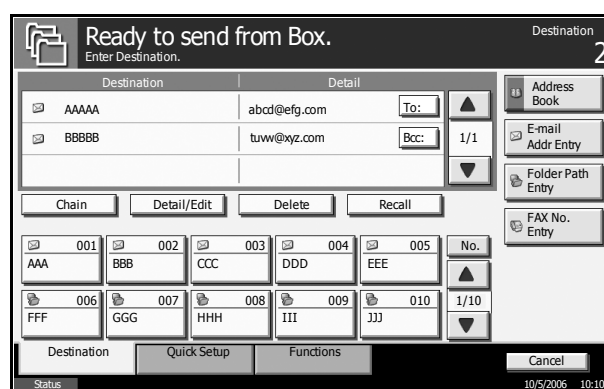 Ready to send from Box.
Enter Destination.
Destination
2
Destination Detail
AAAAA abcd@efg.com To:
BBBBB tuvw@xyz.com Bcc:
1/1
Address
Book
E-mail
Addr Entry
Folder Path
Entry
FAX No.
Entry
Chain Detail/Edit Delete Recall
001 002 003 004 005 No.
AAA BBB CCC DDD EEE
006 007 008 009 010 1/10
FFF GGG HHH III JJJ
Destination Quick Setup Functions
Cancel
Status 10/5/2006 10:10